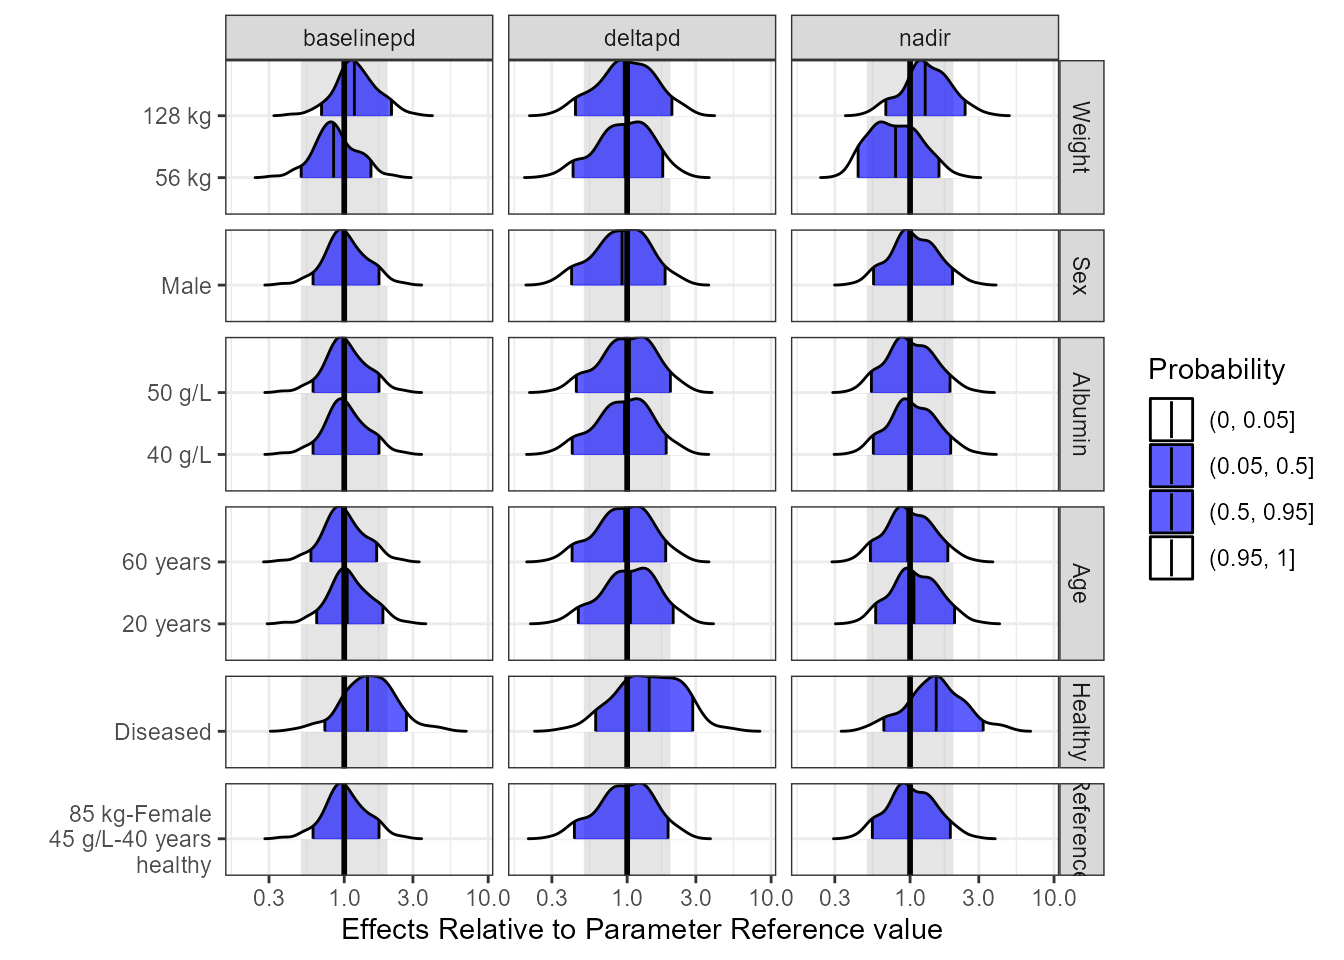 baselinepd deltapd nadir
128 kg
56 kg
Weight
Male
Sex
50 g/L
40 g/L
Albumin
60 years
20 years
Age
Diseased
Healthy
85 kg-Female
45 g/L-40 years
healthy
Reference
0.3 1.0 3.0 10.0 0.3 1.0 3.0 10.0 0.3 1.0 3.0 10.0
Effects Relative to Parameter Reference value
Probability
(0, 0.05]
(0.05, 0.5]
(0.5, 0.95]
(0.95, 1]